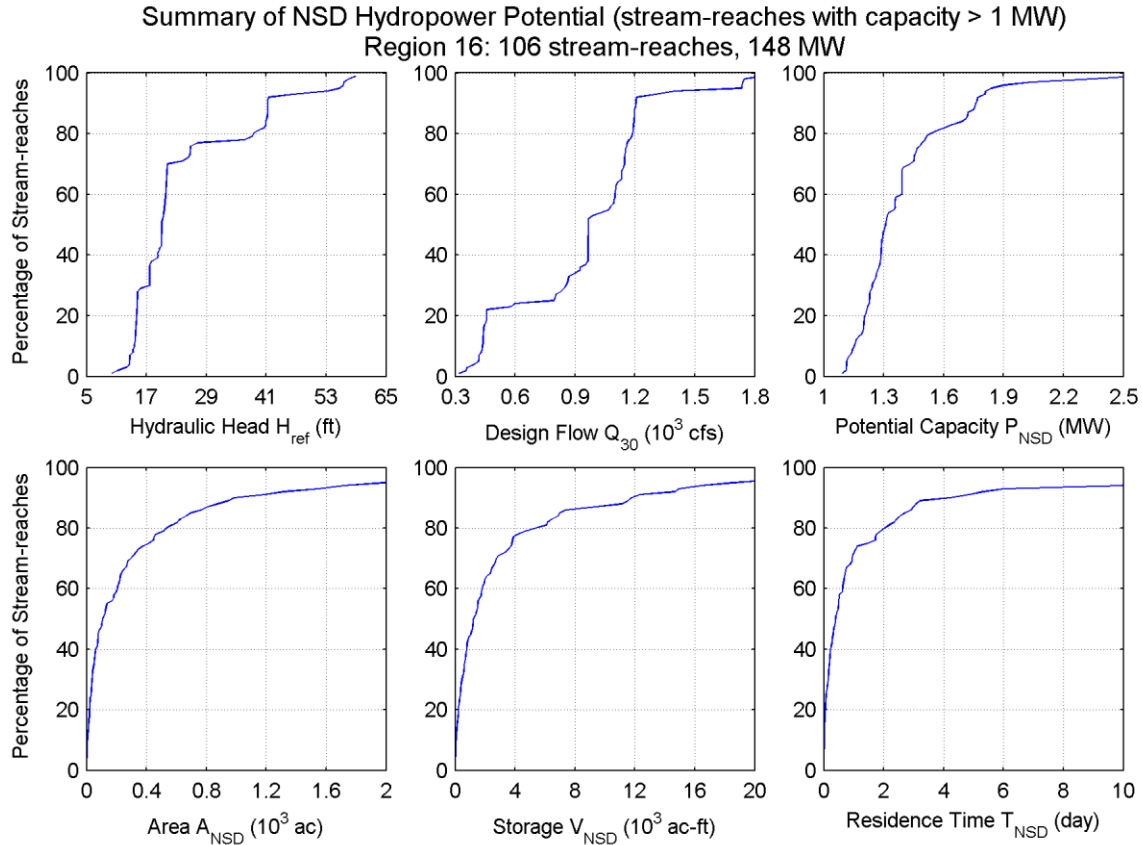 Summary of NSD Hydropower Potential (stream-reaches with capacity > 1 MW)
Region 16: 106 stream-reaches, 148 MW
Percentage of Stream-reaches
100
80
60
40
20
0
5 17 29 41 53 65
Hydraulic Head H_ref (ft)
100
80
60
40
20
0
0.3 0.6 0.9 1.2 1.5 1.8
Design Flow Q_30 (10^3 cfs)
100
80
60
40
20
0
1 1.3 1.6 1.9 2.2 2.5
Potential Capacity P_NSD (MW)
Percentage of Stream-reaches
100
80
60
40
20
0
0 0.4 0.8 1.2 1.6 2
Area A_NSD (10^3 ac)
100
80
60
40
20
0
0 4 8 12 16 20
Storage V_NSD (10^3 ac-ft)
100
80
60
40
20
0
0 2 4 6 8 10
Residence Time T_NSD (day)